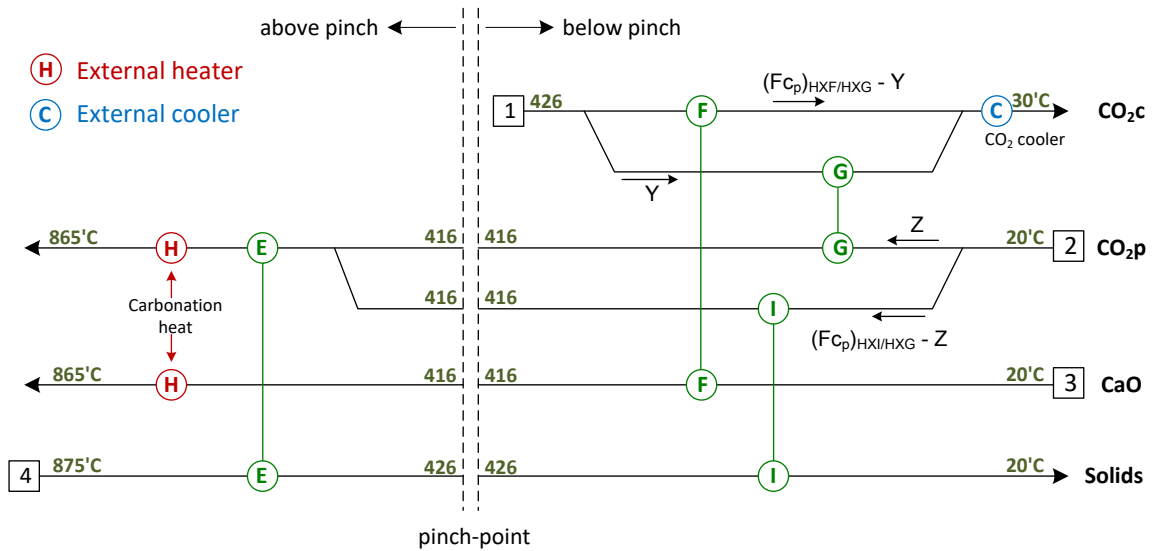 above pinch
below pinch
H External heater
C External cooler
(Fcₚ)HXF/HXG - Y
1 426 F C 30'C CO₂c
CO₂ cooler
G
Y
Z
865'C H E 416 416 G 20'C 2 CO₂p
Carbonation
heat
416 416 I
(Fcₚ)HXI/HXG - Z
865'C H 416 416 F 20'C 3 CaO
4 875'C E 426 426 I 20'C Solids
pinch-point